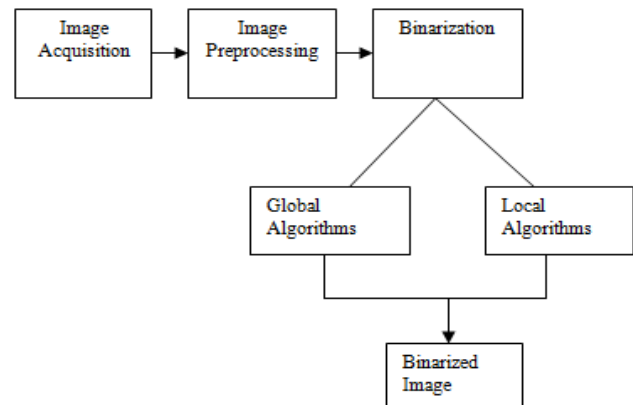 Image
Acquisition
Image
Preprocessing
Binarization
Global
Algorithms
Local
Algorithms
Binarized
Image